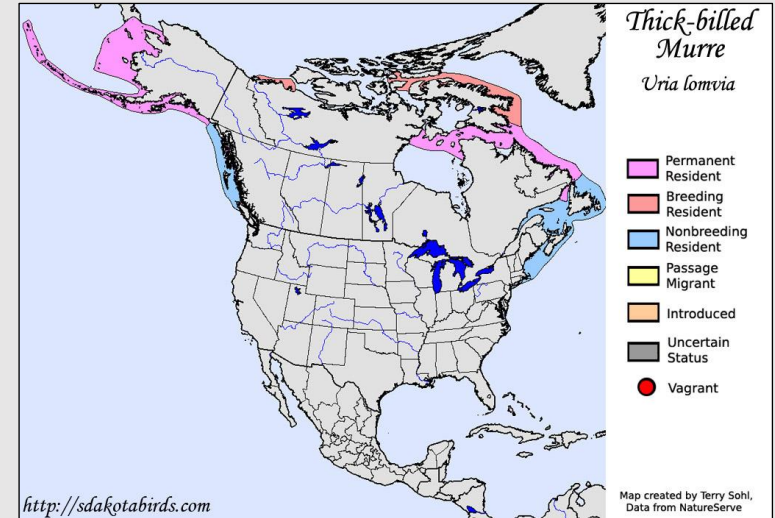 Thick-billed
Murre
Uria lomvia
Permanent
Resident
Breeding
Resident
Nonbreeding
Resident
Passage
Migrant
Introduced
Uncertain
Status
Vagrant
http://sdakotabirds.com
Map created by Terry Sohl,
Data from NatureServe